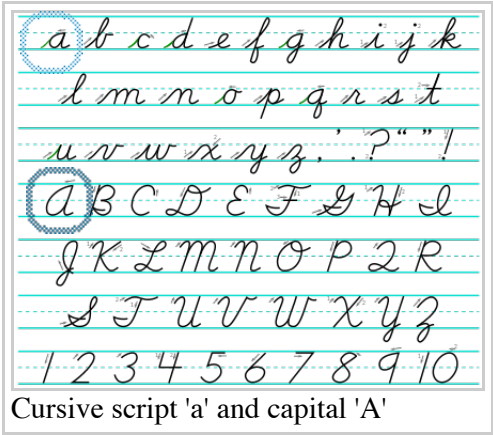 a b c d e f g h i j k
l m n o p q r s t
u v w x y z , ' . ? “ ” !
A B C D E F G H I
J K L M N O P Q R
S T U V W X Y Z
1 2 3 4 5 6 7 8 9 10
Cursive script 'a' and capital 'A'